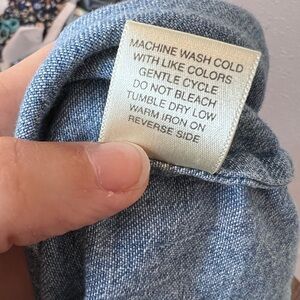 MACHINE WASH COLD
WITH LIKE COLORS
GENTLE CYCLE
DO NOT BLEACH
TUMBLE DRY LOW
WARM IRON ON
REVERSE SIDE